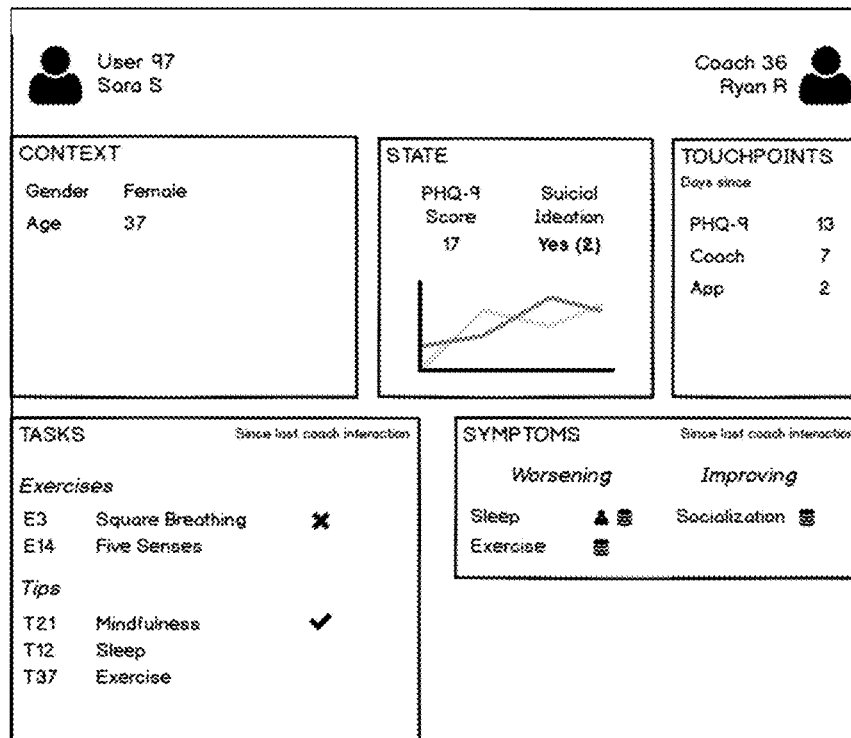 User 97
Sara S
Coach 36
Ryan R
CONTEXT
Gender Female
Age 37
STATE
PHQ-9 Score
17
Suicial Ideation
Yes (2)
TOUCHPOINTS
Days since
PHQ-9 13
Coach 7
App 2
TASKS
Since last coach interaction
Exercises
E3 Square Breathing
E14 Five Senses
Tips
T21 Mindfulness
T12 Sleep
T37 Exercise
SYMPTOMS
Since last coach interaction
Worsening
Sleep
Exercise
Improving
Socialization